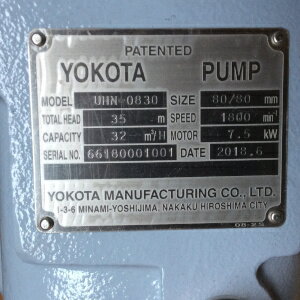 PATENTED
YOKOTA PUMP
MODEL UHN-0830 SIZE 80/80 mm
TOTAL HEAD 35 m SPEED 1800 min⁻¹
CAPACITY 32 m³/H MOTOR 7.5 kW
SERIAL NO. 66180001001 DATE 2018.6
YOKOTA MANUFACTURING CO., LTD.
1-3-6 MINAMI-YOSHIJIMA, NAKAKU HIROSHIMA CITY